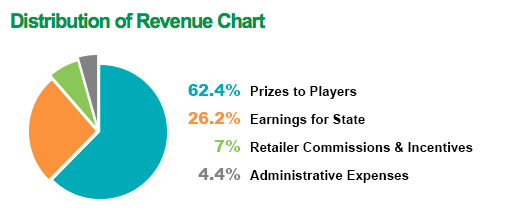 Distribution of Revenue Chart
62.4% Prizes to Players
26.2% Earnings for State
7% Retailer Commissions & Incentives
4.4% Administrative Expenses